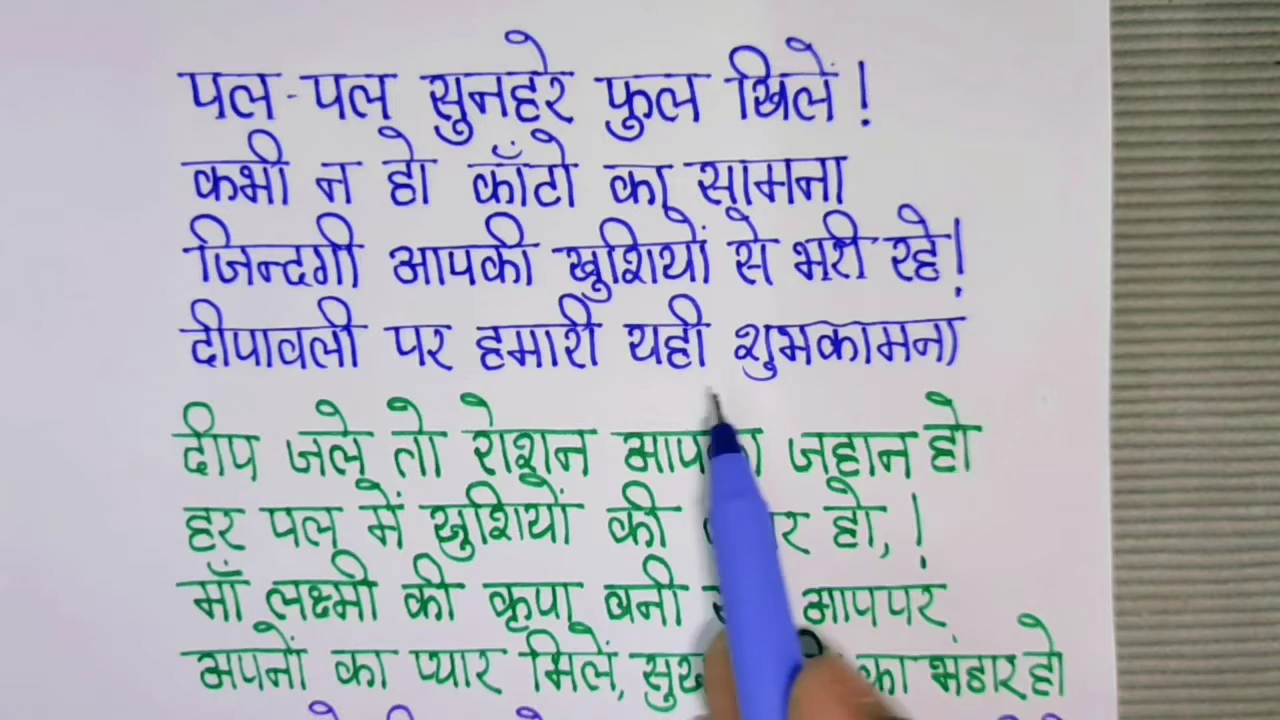 पल-पल सुनहरे फुल खिलें!
कभी न हो काँटो का सामना
जिन्दगी आपकी खुशियों से भरी रहे!
दीपावली पर हमारी यही शुभकामना
दीप जले तो रोशन आपका जहान हो
हर पल में खुशियों की हो,!
माँ लक्ष्मी की कृपा बनी आपपर
अपनों का प्यार मिलें, का भंडार हो